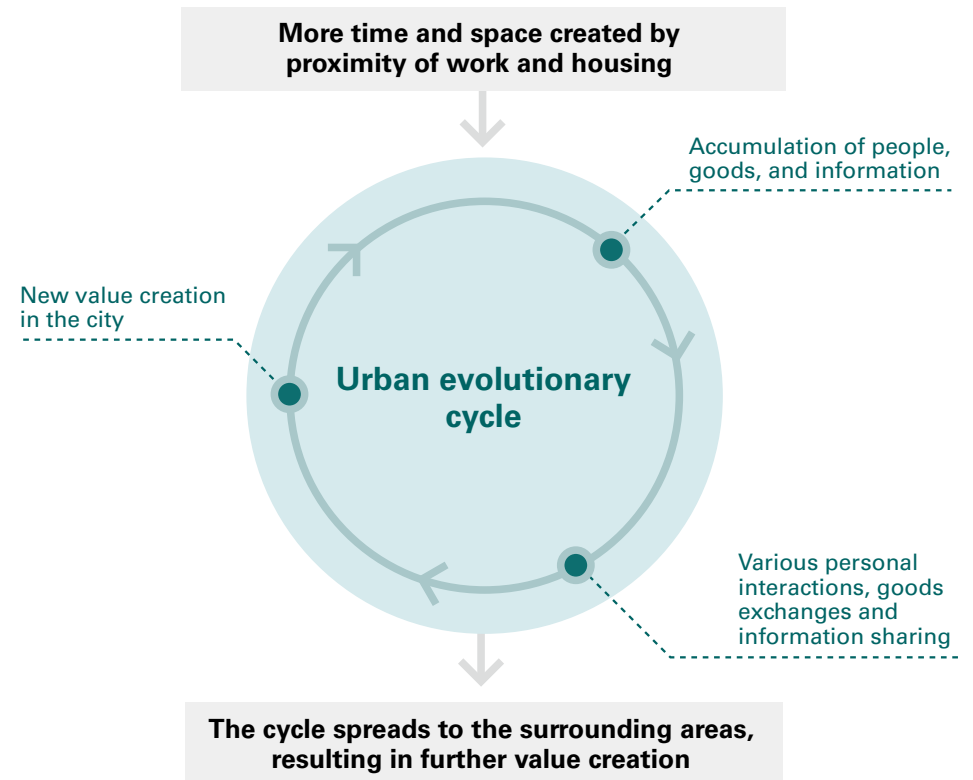 More time and space created by
proximity of work and housing
Accumulation of people,
goods, and information
New value creation
in the city
Urban evolutionary
cycle
Various personal
interactions, goods
exchanges and
information sharing
The cycle spreads to the surrounding areas,
resulting in further value creation